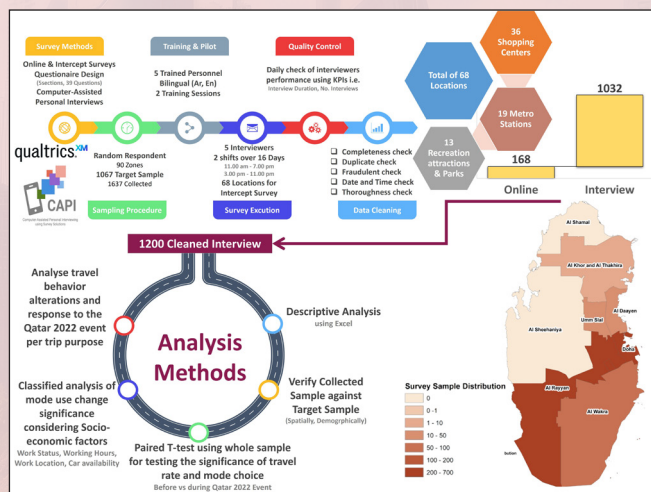 Survey Methods
Online & Intercept Surveys
Questionaire Design
(5sections, 39 Questions)
Computer-Assisted
Personal Interviews
Training & Pilot
5 Trained Personnel
Bilingual (Ar, En)
2 Training Sessions
Quality Control
Daily check of interviewers
performance using KPIs i.e.
Interview Duration, No. Interviews
Total of 68
Locations
36
Shopping
Centers
19 Metro
Stations
13
Recreation
attractions
& Parks
1032
168
Online
Interview
qualtrics.XM
CAPI
Computer Assisted Personal Interviewing
using Survey Solutions
Random Respondent
90 Zones
1067 Target Sample
1637 Collected
Sampling Procedure
5 Interviewers
2 shifts over 16 Days
11.00 am - 7.00 pm
3.00 pm - 11.00 pm
68 Locations for
Intercept Survey
Survey Excution
Completeness check
Duplicate check
Fraudulent check
Date and Time check
Thoroughness check
Data Cleaning
1200 Cleaned Interview
Analysis
Methods
Analyse travel
behavior
alterations and
response to the
Qatar 2022 event
per trip purpose
Classified analysis of
mode use change
significance
considering Socio-
economic factors
Work Status, Working Hours,
Work Location, Car availability
Descriptive Analysis
using Excel
Verify Collected
Sample against
Target Sample
(Spatially, Demogrphically)
Paired T-test using whole sample
for testing the significance of travel
rate and mode choice
Before vs during Qatar 2022 Event
Al Shamal
Al Khor and Al Thakhira
Al Daayen
Umm Slal
Al Sheehaniya
Doha
Al Rayyan
Al Wakra
Survey Sample Distribution
0
0 - 1
1 - 10
10 - 50
50 - 100
100 - 200
200 - 700